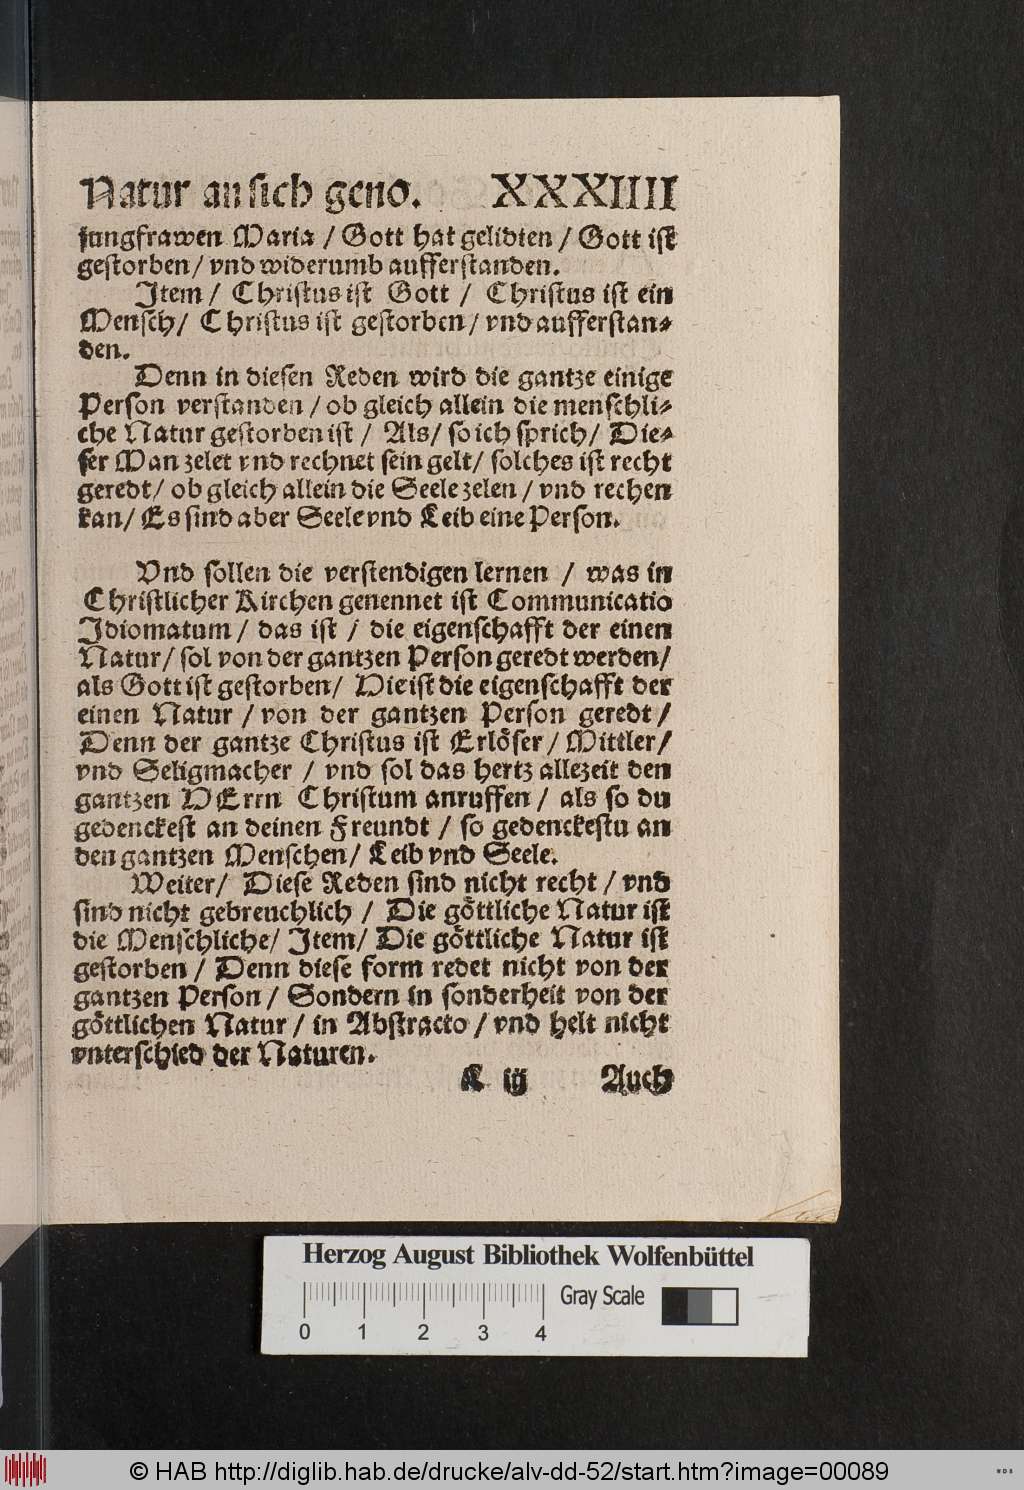 Natur an sich geno. XXXIIII
jungfrawen Maria / Gott hat gelidten / Gott ist
gestorben / vnd widerumb aufferstanden.
Item / Christus ist Gott / Christus ist ein
Mensch / Christus ist gestorben / vnd aufferstan⸗
den.
Denn in diesen Reden wird die gantze einige
Person verstanden / ob gleich allein die menschli⸗
che Natur gestorben ist / Als / so ich sprich / Die⸗
ser Man zelet vnd rechnet sein gelt / solches ist recht
geredt / ob gleich allein die Seele zelen / vnd rechen
kan / Es sind aber Seele vnd Leib eine Person.
Vnd sollen die verstendigen lernen / was in
Christlicher Kirchen genennet ist Communicatio
Idiomatum / das ist / die eigenschafft der einen
Natur / sol von der gantzen Person geredt werden /
als Gott ist gestorben / Die ist die eigenschafft der
einen Natur / von der gantzen Person geredt /
Denn der gantze Christus ist Erlöser / Mittler /
vnd Seligmacher / vnd sol das hertz allezeit den
gantzen HErrn Christum anruffen / als so du
gedenckest an deinen Freundt / so gedenckestu an
den gantzen Menschen / Leib vnd Seele.
Weiter / Diese Reden sind nicht recht / vnd
sind nicht gebreuchlich / Die göttliche Natur ist
die Menschliche / Item / Die göttliche Natur ist
gestorben / Denn diese form redet nicht von der
gantzen Person / Sondern in sonderheit von der
göttlichen Natur / in Abstracto / vnd helt nicht
vnterschied der Naturen.
L iij Auch
Herzog August Bibliothek Wolfenbüttel
Gray Scale
0 1 2 3 4
© HAB http://diglib.hab.de/drucke/alv-dd-52/start.htm?image=00089